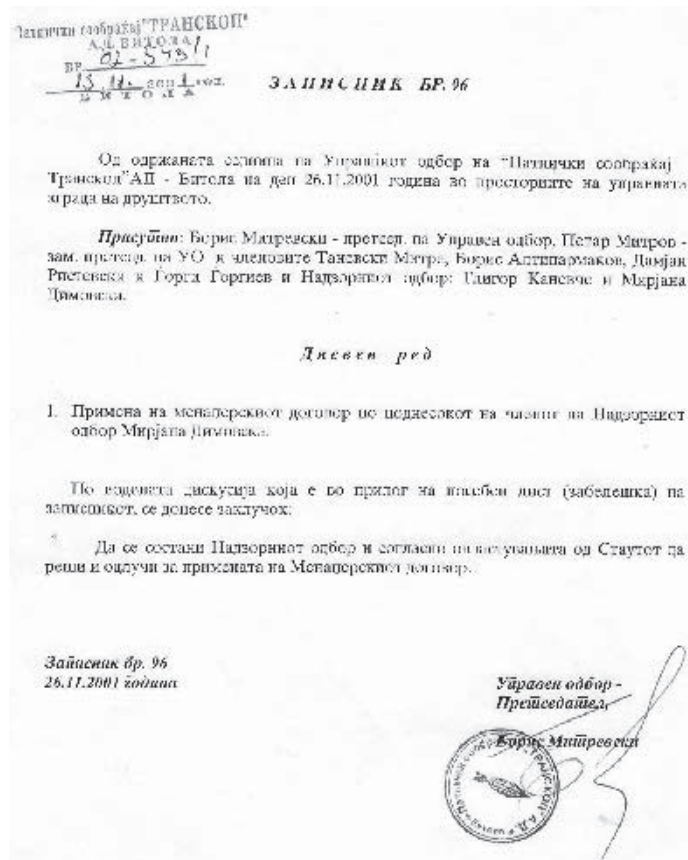 Патнички сообраќај "ТРАНСКОП"
А.Д. БИТОЛА
БР. 02-543/1
13.11. 2001 год.
БИТОЛА
ЗАПИСНИК БР. 96
Од одржаната седница на Управниот одбор на "Патнички сообраќај
Транскоп" АД - Битола на ден 26.11.2001 година во просториите на управната
зграда на друштвото.
Присутни: Борис Митревски - претсед. на Управен одбор, Петар Митров -
зам. претсед. на УО и членовите Таневски Митре, Борис Алтипармаков, Дамјан
Ристевски и Ѓорѓи Ѓоргиев и Надзорниот одбор: Глигор Каневче и Мирјана
Димовска.
Дневен ред
1. Примена на менаџерскиот договор по поднесокот на членот на Надзорниот
одбор Мирјана Димовска.
По водената дискусија која е во прилог на посебен лист (забелешка) на
записникот, се донесе заклучок:
Да се состани Надзорниот одбор и согласно овластувањата од Статутот да
реши и одлучи за примената на Менаџерскиот договор.
Записник бр. 96
26.11.2001 година
Управен одбор -
Претседател,
Борис Митревски